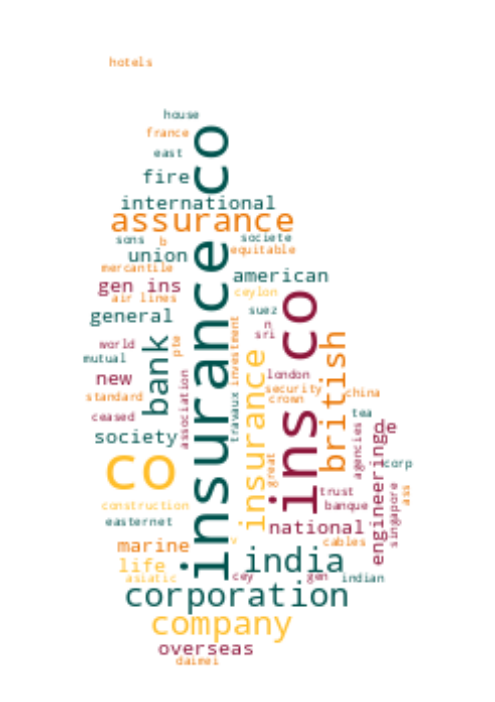 hotels
house
france
east
fire
insurance co
international
assurance
sons
b
societe
union
equitable
mercantile
gen ins
american
air lines
ceylon
ins co
general
suez
n
sri
bank
pte
investment
british
world
mutual
insurance
new
association
london
standard
security
crown
china
travaux
ceased
tea
society
agencies
de
engineering
co
great
corp
trust
singapore
ass
construction
banque
easternet
national
marine
v
cables
india
life
asiatic
cey
gen
indian
corporation
company
overseas
daimei